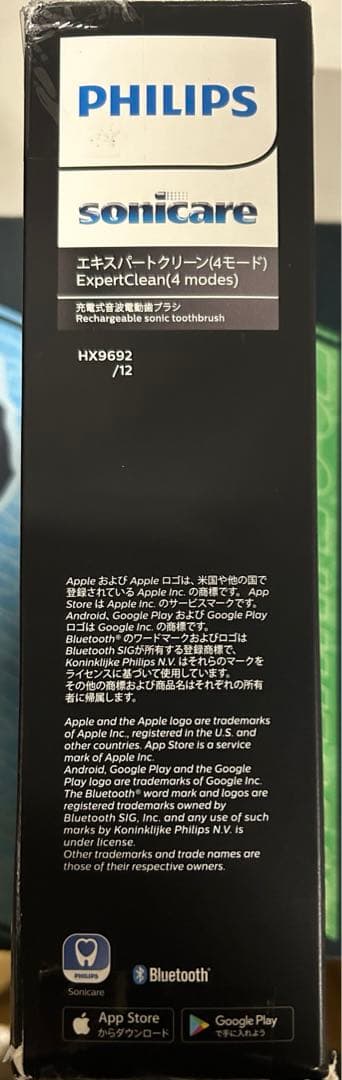 PHILIPS
sonicare
エキスパートクリーン(4モード)
ExpertClean(4 modes)
充電式音波電動歯ブラシ
Rechargeable sonic toothbrush
HX9692
/12
Apple および Apple ロゴは、米国や他の国で
登録されている Apple Inc. の商標です。 App
Store は Apple Inc. のサービスマークです。
Android、Google Play および Google Play
ロゴは Google Inc. の商標です。
Bluetooth® のワードマークおよびロゴは
Bluetooth SIGが所有する登録商標で、
Koninklijke Philips N.V. はそれらのマークを
ライセンスに基づいて使用しています。
その他の商標および商品名はそれぞれの所有
者に帰属します。
Apple and the Apple logo are trademarks
of Apple Inc., registered in the U.S. and
other countries. App Store is a service
mark of Apple Inc.
Android, Google Play and the Google
Play logo are trademarks of Google Inc.
The Bluetooth® word mark and logos are
registered trademarks owned by
Bluetooth SIG, Inc. and any use of such
marks by Koninklijke Philips N.V. is
under license.
Other trademarks and trade names are
those of their respective owners.
PHILIPS
Sonicare
Bluetooth®
App Store
からダウンロード
Google Play
で手に入れよう